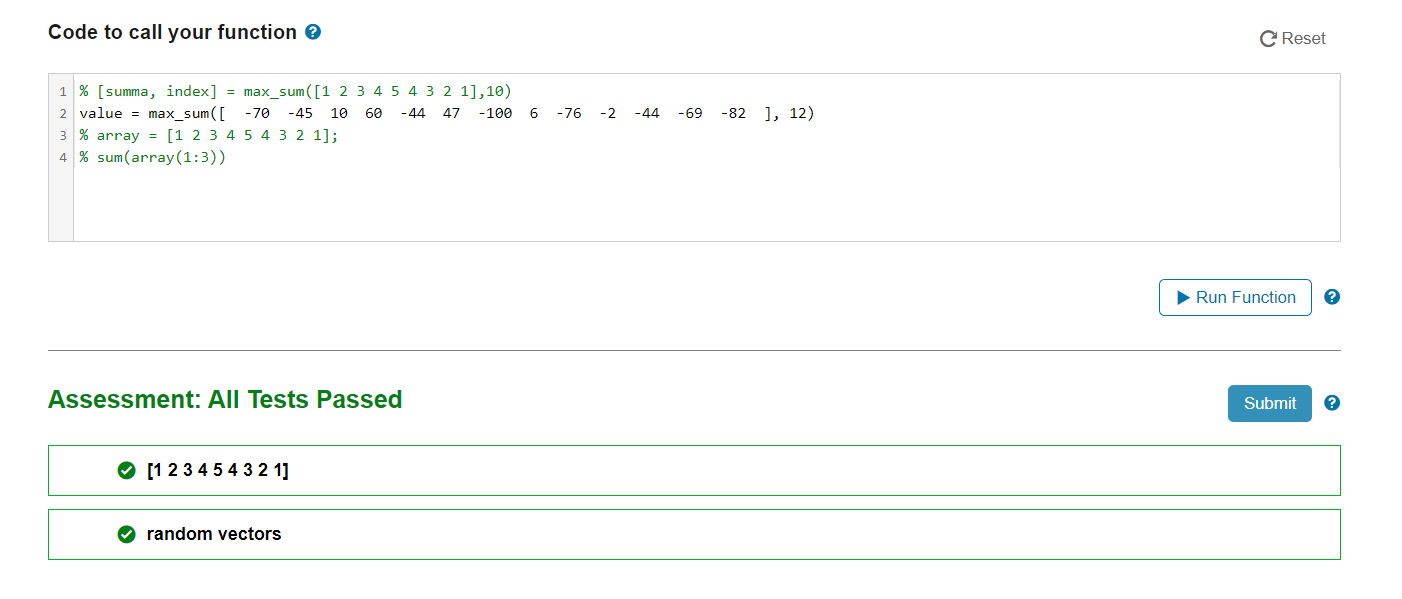 Code to call your function ?
Reset
1 % [summa, index] = max_sum([1 2 3 4 5 4 3 2 1],10)
2 value = max_sum([  -70  -45  10  60  -44  47  -100  6  -76  -2  -44  -69  -82  ], 12)
3 % array = [1 2 3 4 5 4 3 2 1];
4 % sum(array(1:3))
Run Function ?
Assessment: All Tests Passed
Submit ?
[1 2 3 4 5 4 3 2 1]
random vectors